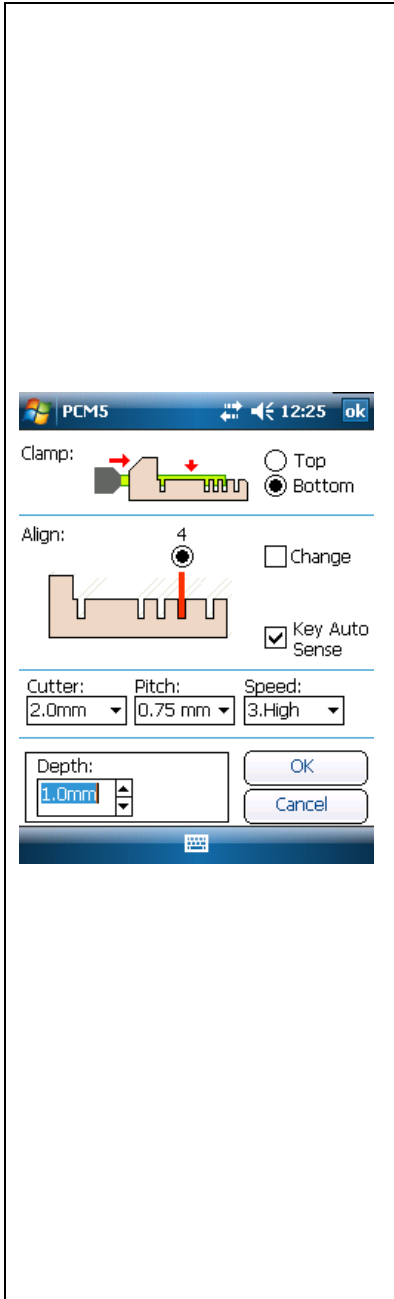 PCM5 12:25 ok
Clamp:
Top
Bottom
Align:
4
Change
Key Auto
Sense
Cutter: Pitch: Speed:
2.0mm 0.75 mm 3.High
Depth:
1.0mm
OK
Cancel